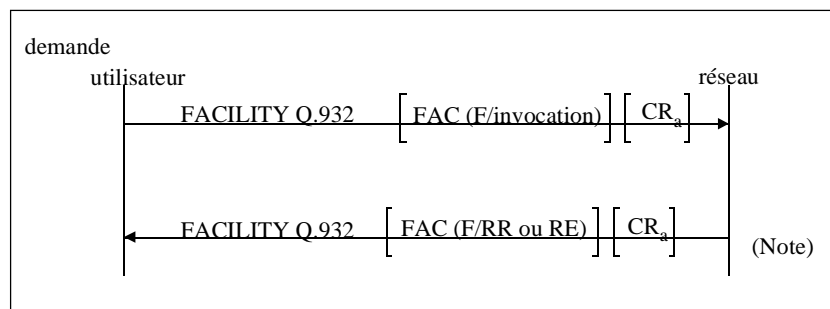 demande
utilisateur réseau
FACILITY Q.932 [FAC (F/invocation)] [CRa]
FACILITY Q.932 [FAC (F/RR ou RE)] [CRa]
(Note)